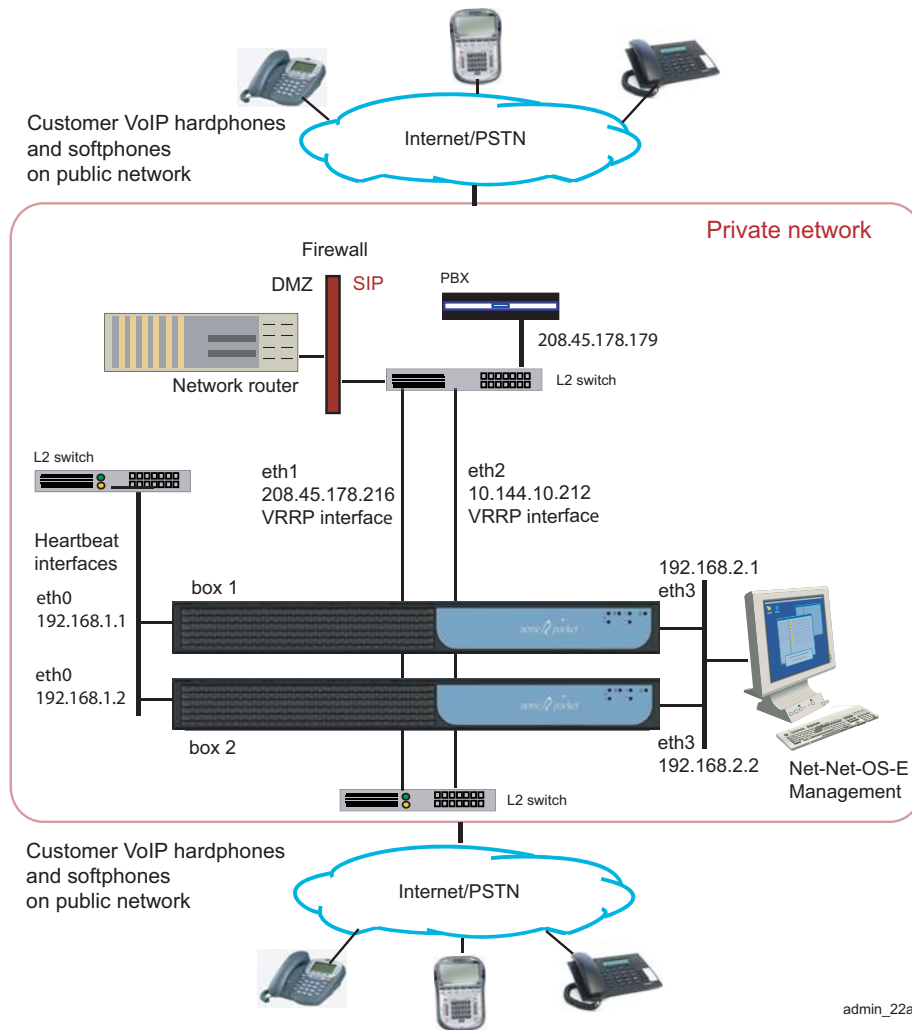 Customer VoIP hardphones
and softphones
on public network
Internet/PSTN
Private network
Firewall
DMZ
SIP
PBX
208.45.178.179
Network router
L2 switch
L2 switch
eth1
208.45.178.216
VRRP interface
eth2
10.144.10.212
VRRP interface
Heartbeat
interfaces
eth0
192.168.1.1
box 1
192.168.2.1
eth3
acme packet
eth0
192.168.1.2
acme packet
box 2
eth3
192.168.2.2
Net-Net-OS-E
Management
L2 switch
Customer VoIP hardphones
and softphones
on public network
Internet/PSTN
admin_22a